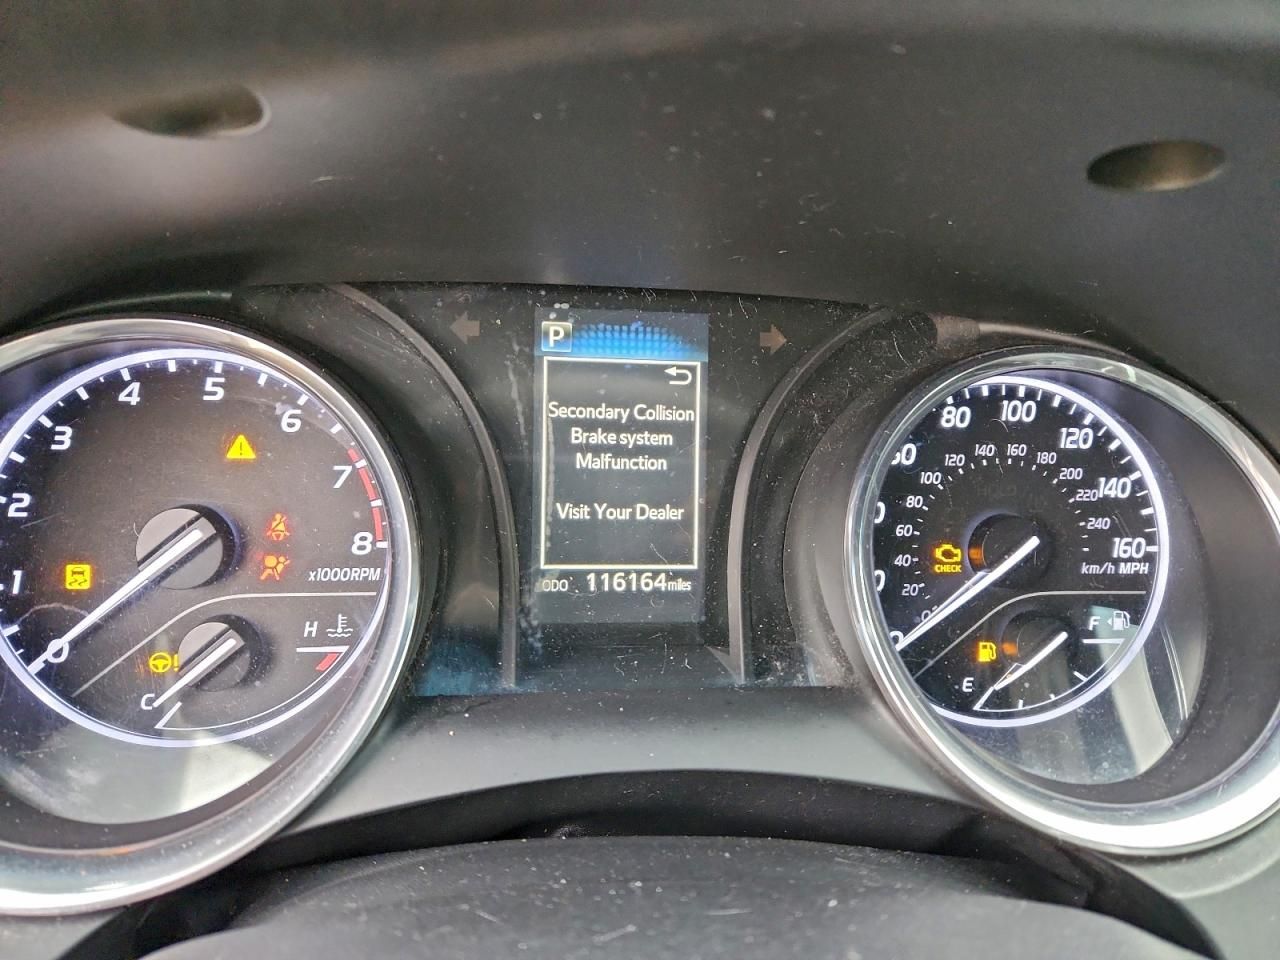 P
Secondary Collision
Brake system
Malfunction
Visit Your Dealer
ODO 116164 miles
0
1
2
3
4
5
6
7
8
x1000RPM
H
C
0
80
100
120
140
160
km/h MPH
20
40
60
80
100
120
140
160
180
200
220
240
CHECK
F
E